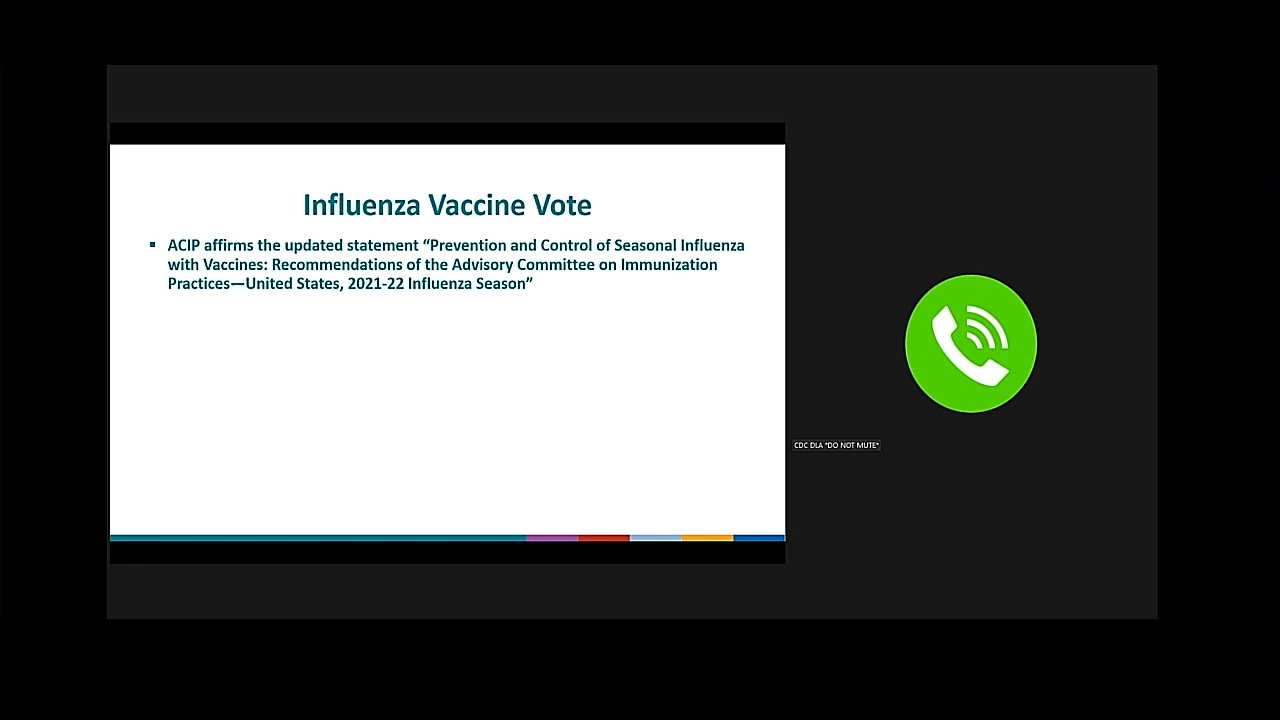 Influenza Vaccine Vote
▪ ACIP affirms the updated statement “Prevention and Control of Seasonal Influenza
with Vaccines: Recommendations of the Advisory Committee on Immunization
Practices—United States, 2021-22 Influenza Season”
CDC DLA *DO NOT MUTE*